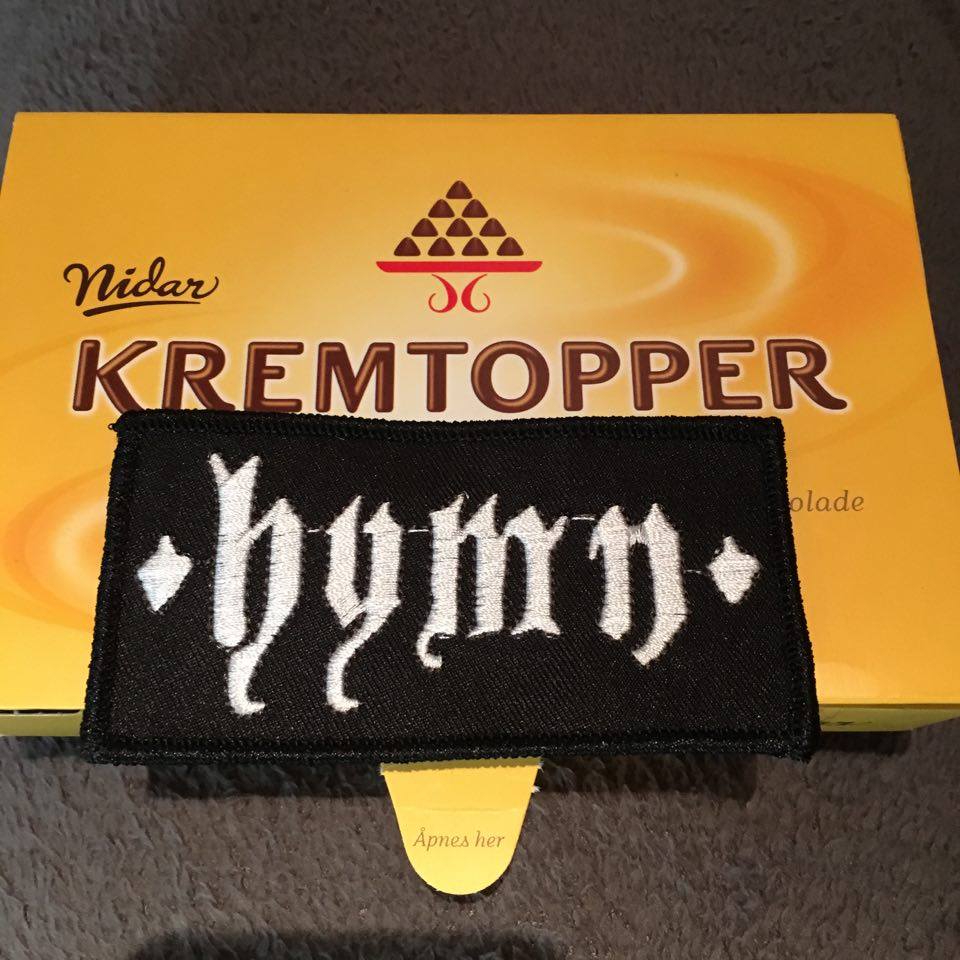 Nidar
KREMTOPPER
olade
hymn
Åpnes her